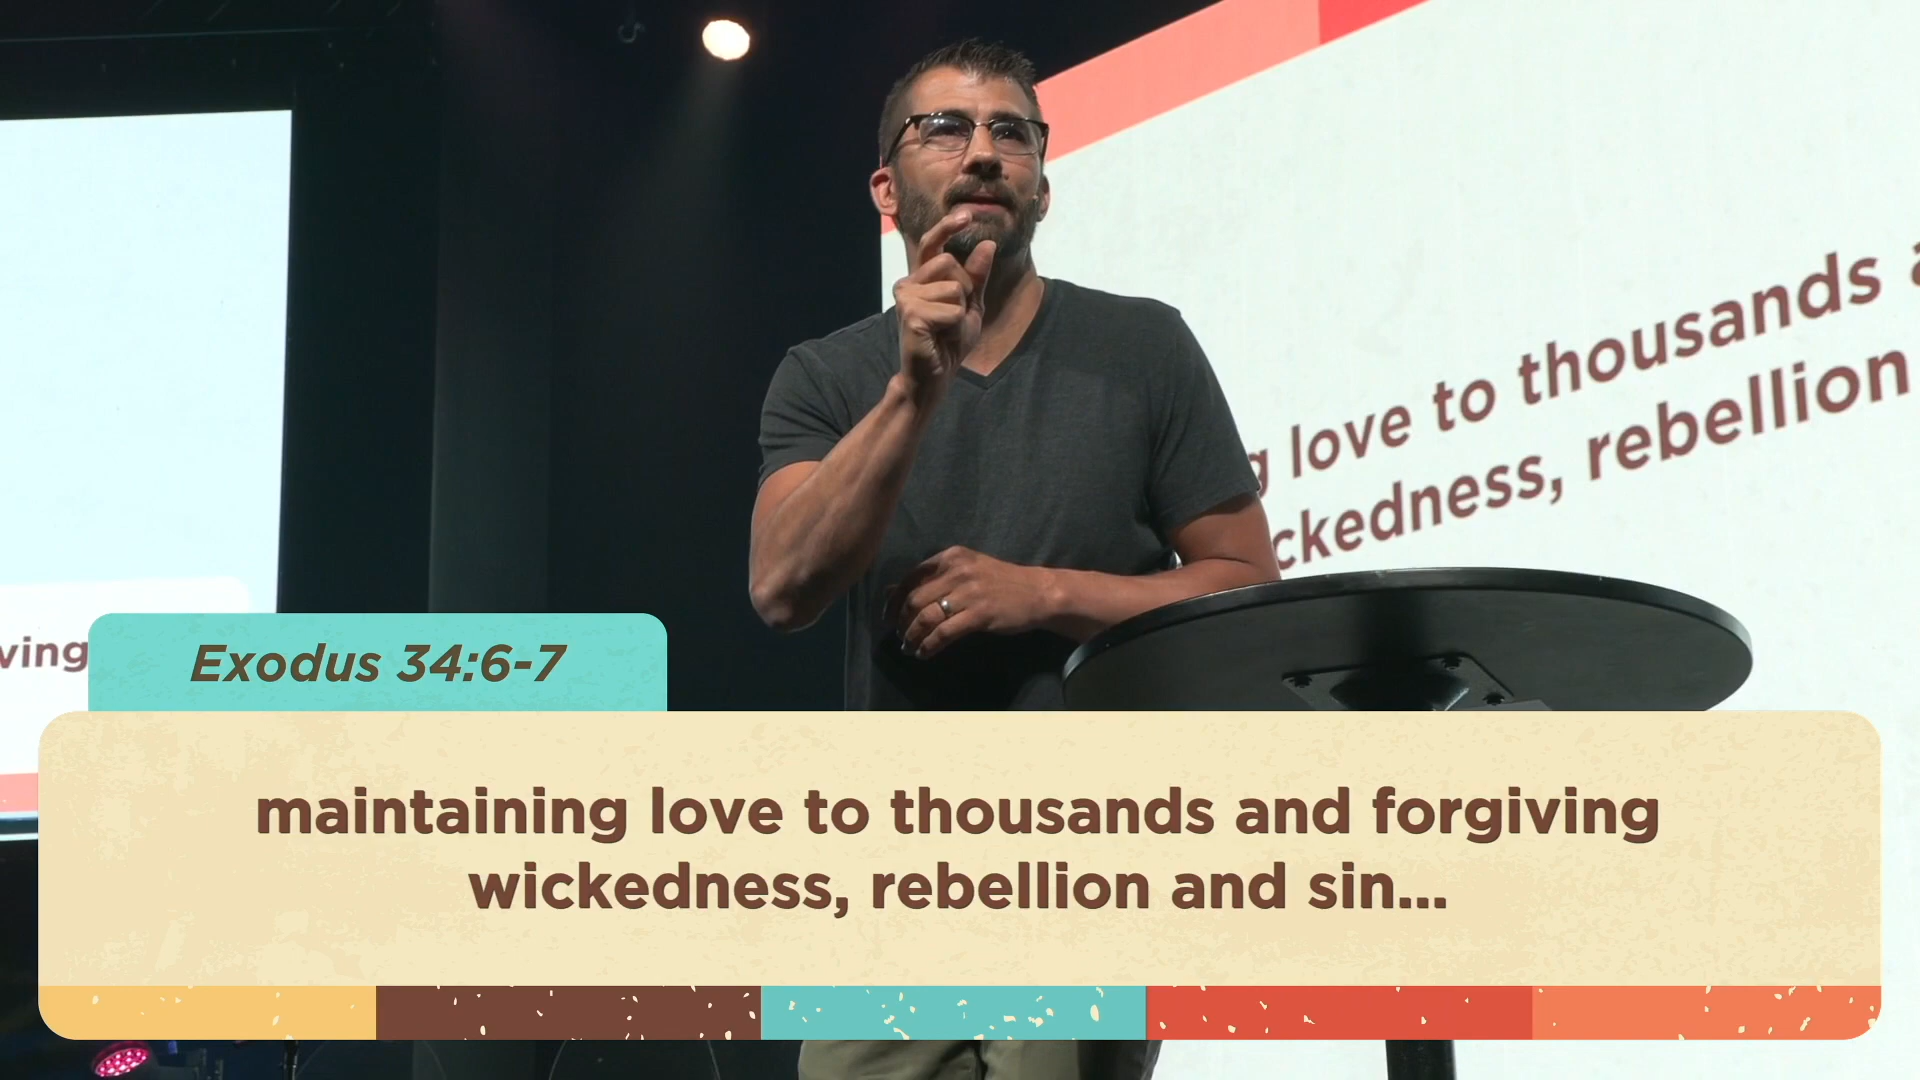 g love to thousands
ckedness, rebellion
ving
Exodus 34:6-7
maintaining love to thousands and forgiving
wickedness, rebellion and sin...